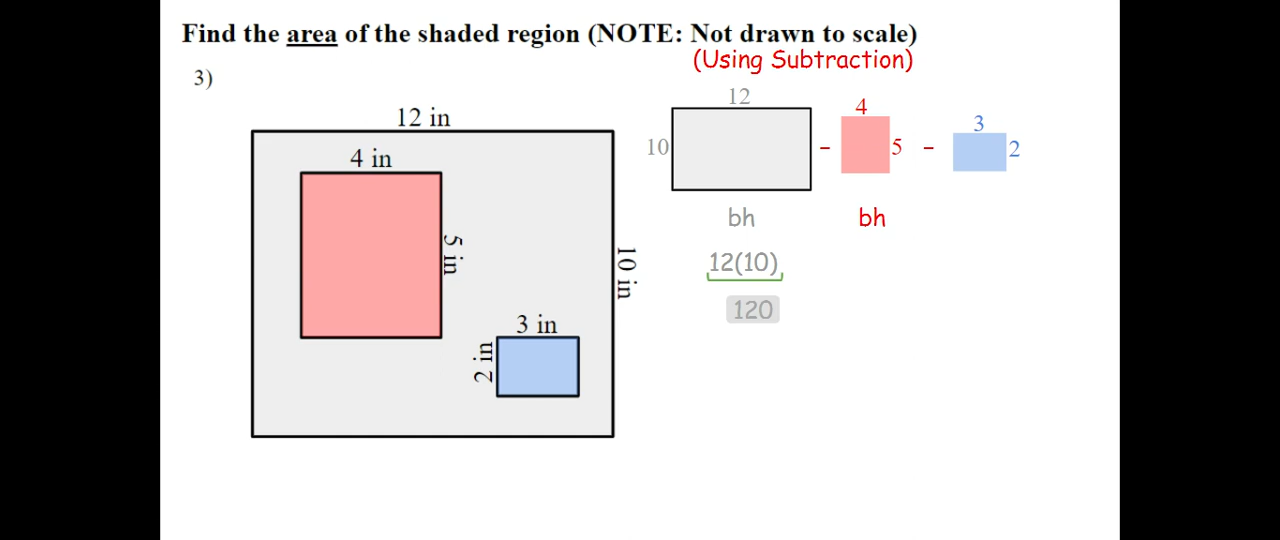 Find the area of the shaded region (NOTE: Not drawn to scale)
(Using Subtraction)
3)
12 in
4 in
5 in
10 in
3 in
2 in
12
10
-
4
5
-
3
2
bh
bh
12(10)
120